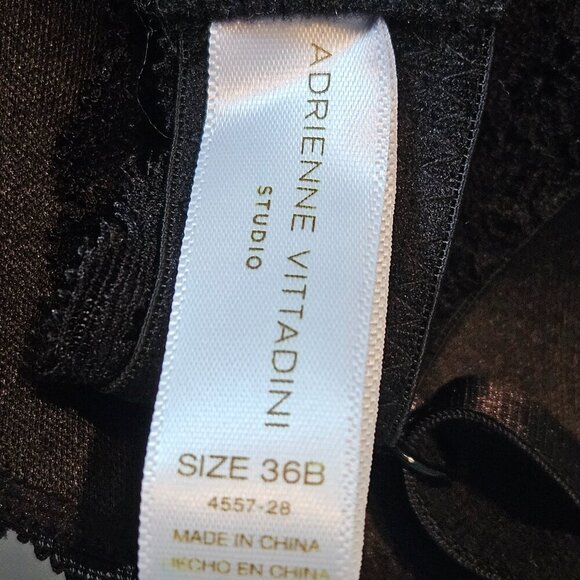 ADRIENNE VITTADINI
STUDIO
SIZE 36B
4557-28
MADE IN CHINA
HECHO EN CHINA